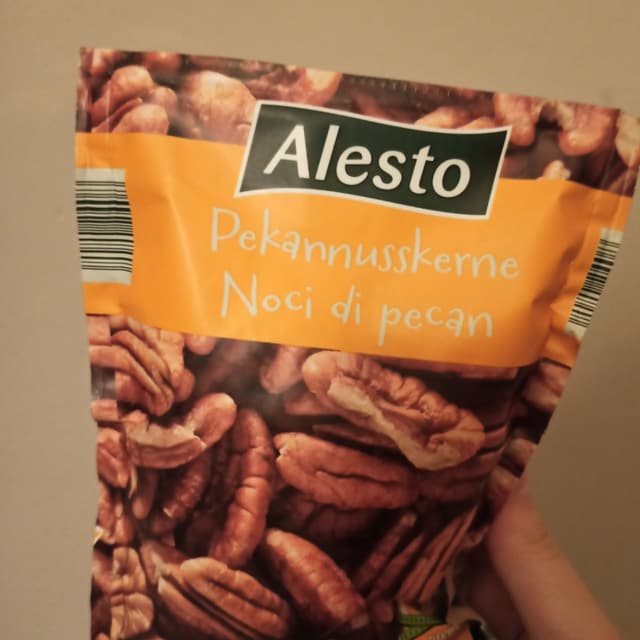 Alesto
Pekannusskerne
Noci di pecan